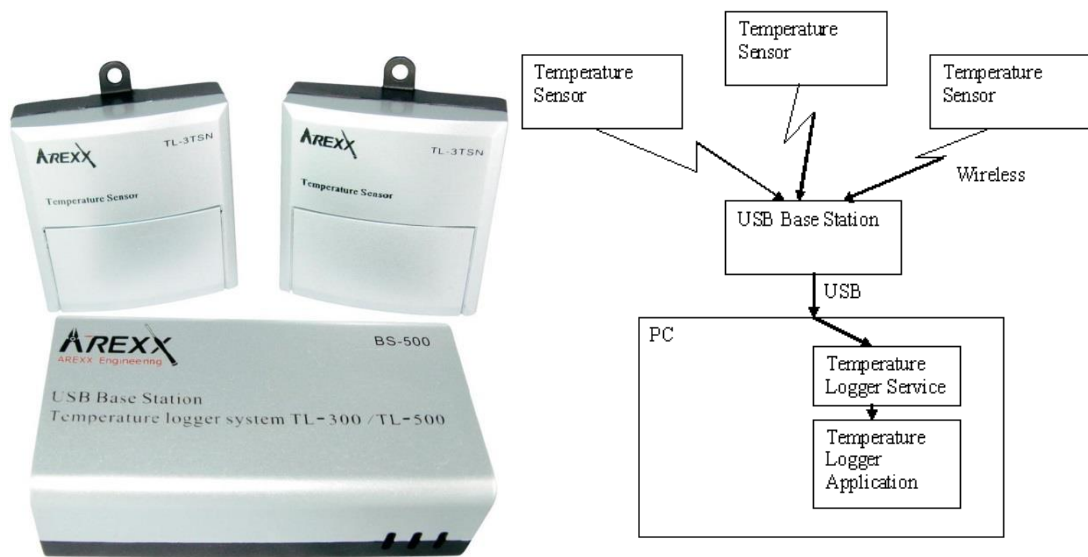 AREXX
TL-3TSN
Temperature Sensor
AREXX
TL-3TSN
Temperature Sensor
AREXX
AREXX Engineering
BS-500
USB Base Station
Temperature logger system TL-300 /TL-500
Temperature
Sensor
Temperature
Sensor
Temperature
Sensor
Wireless
USB Base Station
USB
PC
Temperature
Logger Service
Temperature
Logger
Application